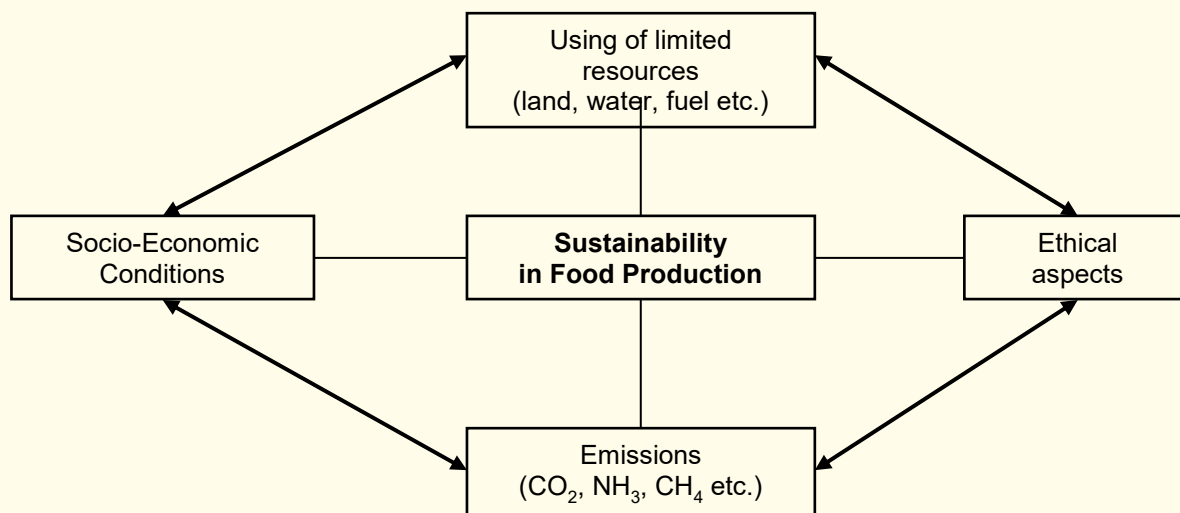 Using of limited
resources
(land, water, fuel etc.)
Socio-Economic
Conditions
Sustainability
in Food Production
Ethical
aspects
Emissions
(CO₂, NH₃, CH₄ etc.)